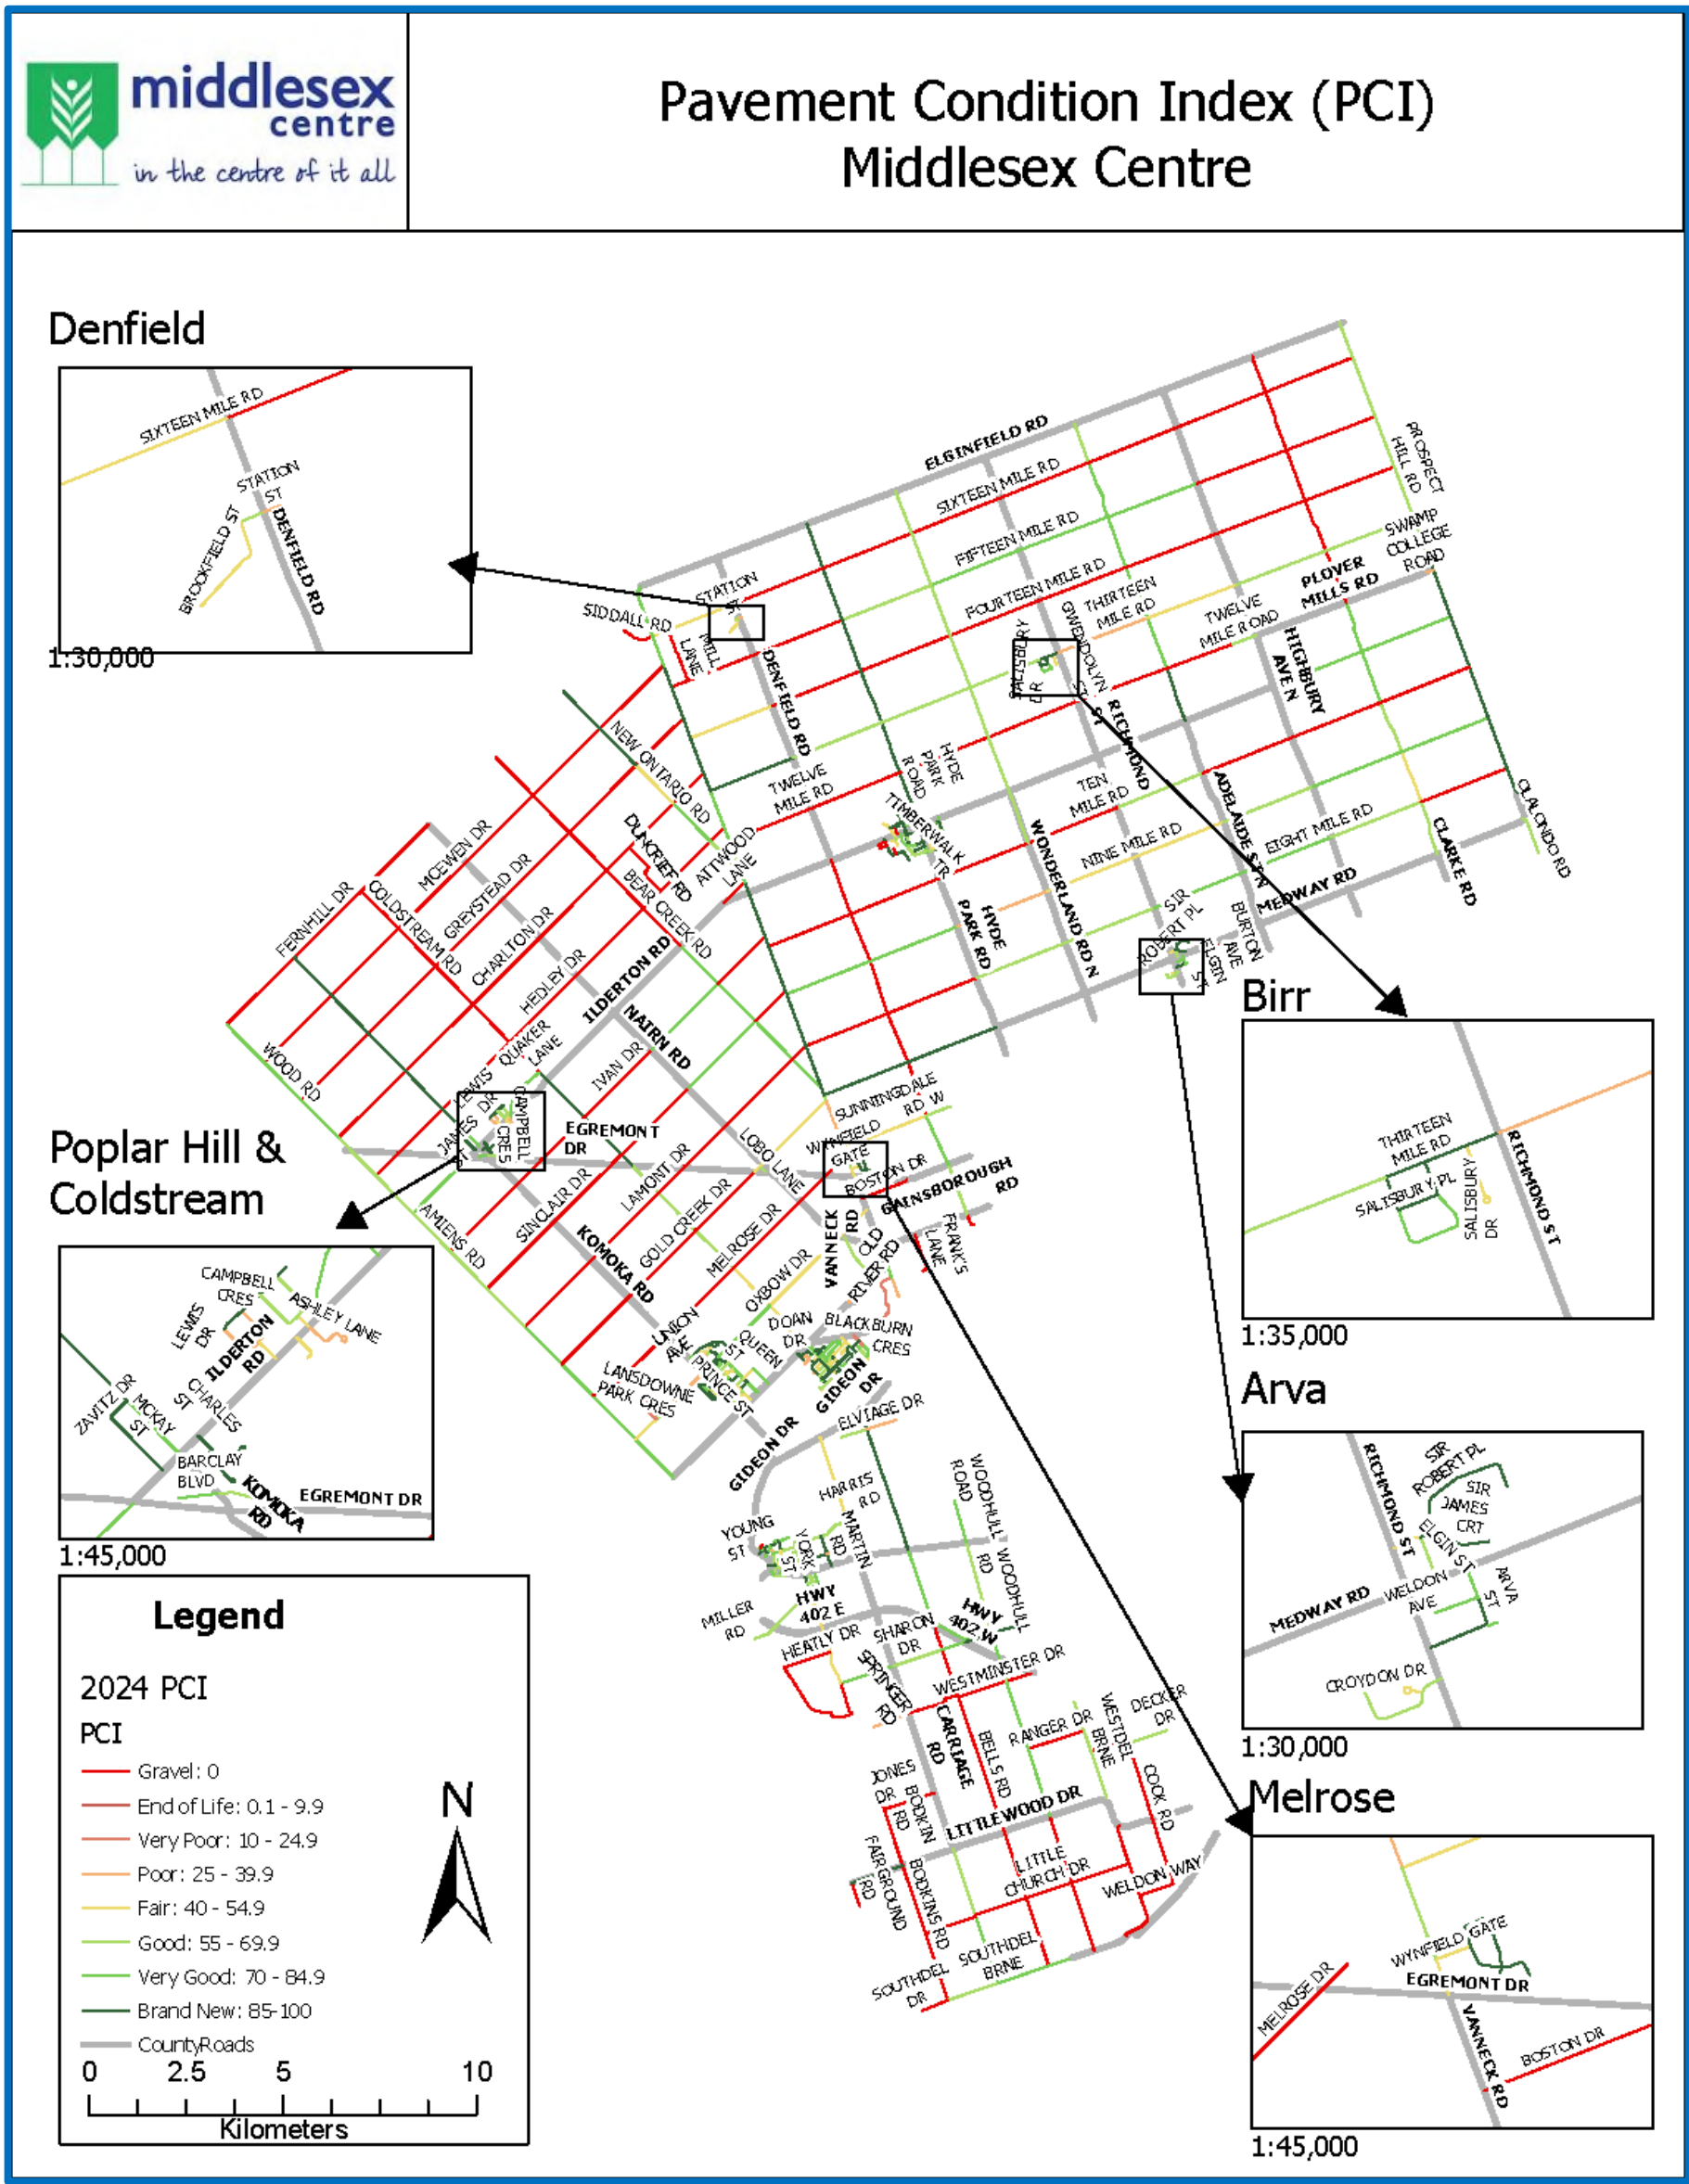 middlesex
centre
in the centre of it all
Pavement Condition Index (PCI)
Middlesex Centre
Denfield
SIXTEEN MILE RD
STATION
ST
BROOKFIELD ST
DENFIELD RD
1:30,000
ELGINFIELD RD
SIXTEEN MILE RD
FIFTEEN MILE RD
FOURTEEN MILE RD
THIRTEEN
MILE RD
TWELVE
MILE ROAD
PROSPECT
HILL RD
SWAMP
COLLEGE
ROAD
PLOVER
MILLS RD
HIGHBURY
AVE N
STATION
ST
SIDDALL RD
MILL
LANE
DENFIELD RD
SALISBURY
DR
GWENDOLYN
ST
RICHMOND
ST
NEW ONTARIO RD
TWELVE
MILE RD
HYDE
PARK
ROAD
TEN
MILE RD
TIMBERWALK
TR
NINE MILE RD
WONDERLAND RD N
ADELAIDE ST N
EIGHT MILE RD
CLARKE RD
CLALONDO RD
MEDWAY RD
SIR
ROBERT PL
ELGIN
ST
BURTON
AVE
HYDE
PARK RD
DUNCRIEF RD
ATTWOOD
LANE
BEAR CREEK RD
MCEWEN DR
GREYSTEAD DR
FERNHILL DR
COLDSTREAM RD
CHARLTON DR
HEDLEY DR
ILDERTON RD
NAIRN RD
WOOD RD
QUAKER
LANE
LEWIS
DR
IVAN DR
JAMES
ST
CAMPBELL
CRES
EGREMONT
DR
LOBO LANE
SUNNINGDALE
RD W
WYNFIELD
GATE
BOSTON DR
GAINSBOROUGH
RD
AMIENS RD
SINCLAIR DR
LAMONT DR
GOLD CREEK DR
MELROSE DR
KOMOKA RD
OXBOW DR
VANNECK
RD
OLD
RIVER RD
FRANK'S
LANE
UNION
AVE
QUEEN
ST
PRINCE ST
DOAN
DR
BLACKBURN
CRES
GIDEON
DR
LANSDOWNE
PARK CRES
GIDEON DR
ELVIAGE DR
HARRIS
RD
MARTIN
RD
WOODHULL
ROAD
WOODHULL
RD
YOUNG
ST
YORK
ST
HWY
402 E
HWY
402 W
MILLER
RD
HEATLY DR
SHARON
DR
SPRINGER
RD
WESTMINSTER DR
CARRIAGE
RD
BELLS RD
RANGER DR
WESTDEL
BRNE
DECKER
DR
COOK RD
JONES
DR
BODKIN
RD
LITTLEWOOD DR
FAIRGROUND
RD
BODKINS RD
LITTLE
CHURCH DR
WELDON WAY
SOUTHDEL
BRNE
SOUTHDEL
DR
Poplar Hill &
Coldstream
CAMPBELL
CRES
ASHLEY LANE
LEWIS
DR
ILDERTON
RD
CHARLES
ST
ZAVITZ DR
MCKAY
ST
BARCLAY
BLVD
KOMOKA
RD
EGREMONT DR
1:45,000
Birr
THIRTEEN
MILE RD
SALISBURY PL
SALISBURY
DR
RICHMOND ST
1:35,000
Arva
RICHMOND ST
SIR
ROBERT PL
SIR
JAMES
CRT
ELGIN ST
MEDWAY RD
WELDON
AVE
ARVA
ST
CROYDON DR
1:30,000
Melrose
WYNFIELD GATE
EGREMONT DR
MELROSE DR
VANNECK RD
BOSTON DR
1:45,000
Legend
2024 PCI
PCI
Gravel: 0
End of Life: 0.1 - 9.9
Very Poor: 10 - 24.9
Poor: 25 - 39.9
Fair: 40 - 54.9
Good: 55 - 69.9
Very Good: 70 - 84.9
Brand New: 85-100
CountyRoads
N
0 2.5 5 10
Kilometers